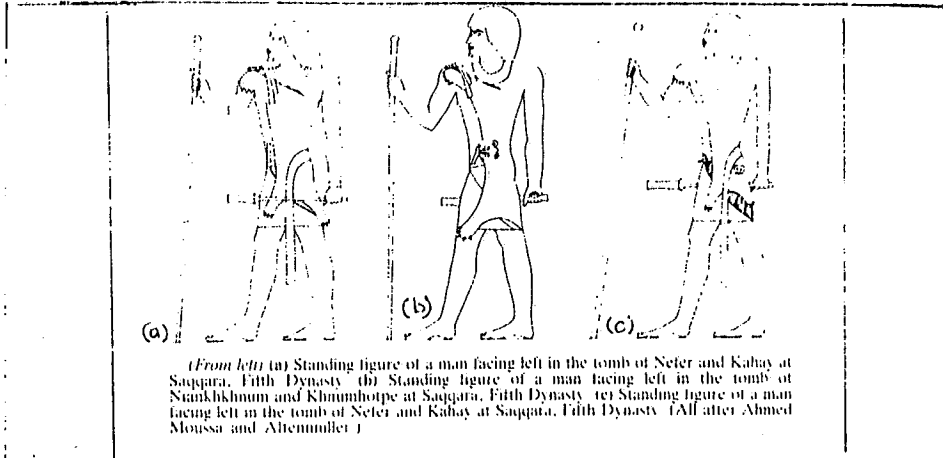 (a)
(b)
(c)
(From left) (a) Standing figure of a man facing left in the tomb of Nefer and Kahay at
Saqqara, Fifth Dynasty (b) Standing figure of a man facing left in the tomb of
Niankhkhnum and Khnumhotpe at Saqqara, Fifth Dynasty (c) Standing figure of a man
facing left in the tomb of Nefer and Kahay at Saqqara, Fifth Dynasty (All after Ahmed
Moussa and Altenmuller)